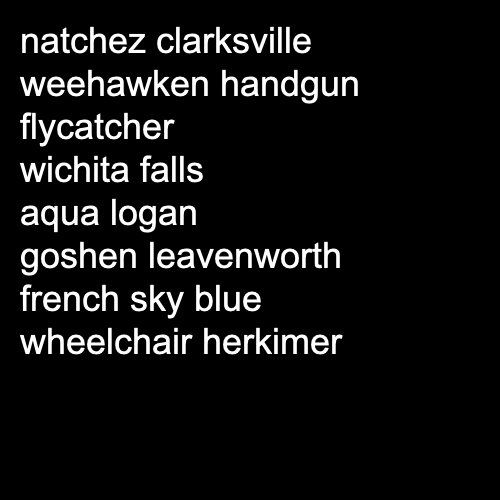 natchez clarksville
weehawken handgun
flycatcher
wichita falls
aqua logan
goshen leavenworth
french sky blue
wheelchair herkimer